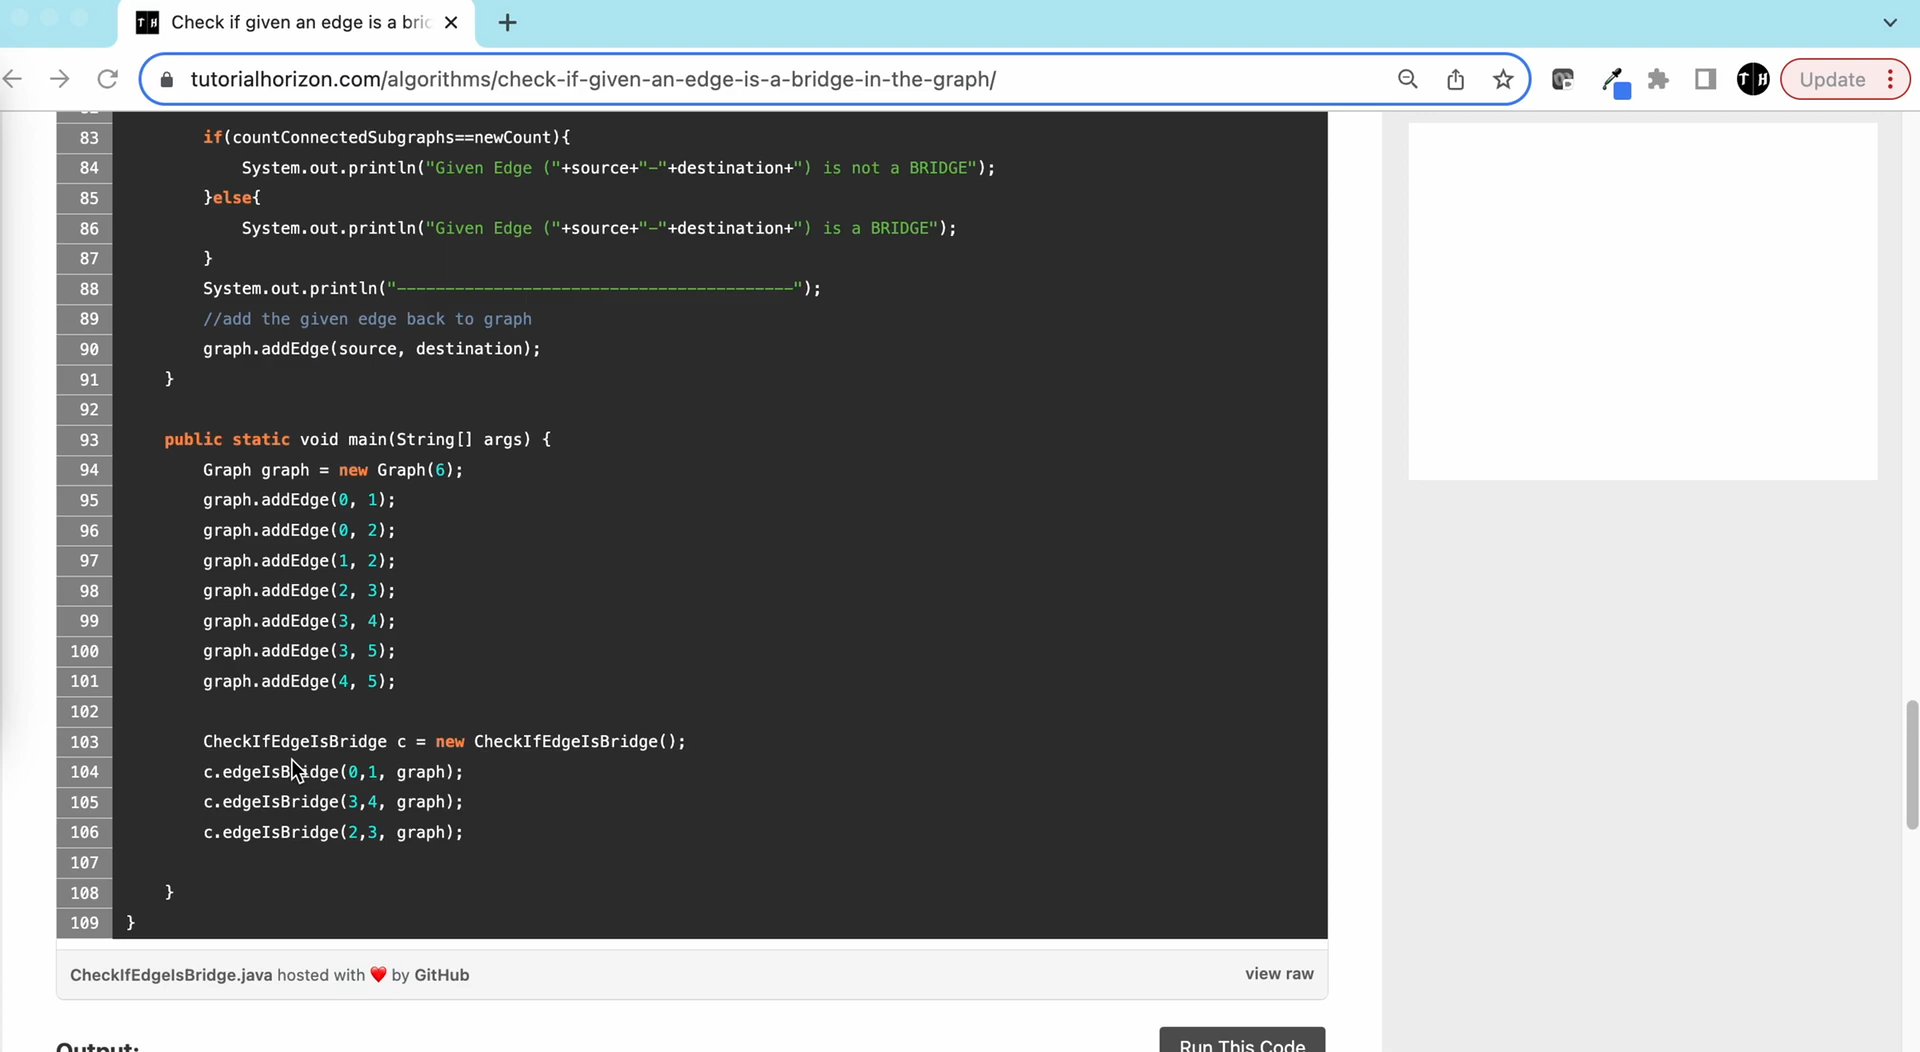 TH Check if given an edge is a bri
tutorialhorizon.com/algorithms/check-if-given-an-edge-is-a-bridge-in-the-graph/
TH
Update
83 if(countConnectedSubgraphs==newCount){
84 System.out.println("Given Edge ("+source+"-"+destination+") is not a BRIDGE");
85 }else{
86 System.out.println("Given Edge ("+source+"-"+destination+") is a BRIDGE");
87 }
88 System.out.println("-----------------------------------------");
89 //add the given edge back to graph
90 graph.addEdge(source, destination);
91 }
92
93 public static void main(String[] args) {
94 Graph graph = new Graph(6);
95 graph.addEdge(0, 1);
96 graph.addEdge(0, 2);
97 graph.addEdge(1, 2);
98 graph.addEdge(2, 3);
99 graph.addEdge(3, 4);
100 graph.addEdge(3, 5);
101 graph.addEdge(4, 5);
102
103 CheckIfEdgeIsBridge c = new CheckIfEdgeIsBridge();
104 c.edgeIsBridge(0,1, graph);
105 c.edgeIsBridge(3,4, graph);
106 c.edgeIsBridge(2,3, graph);
107
108 }
109 }
CheckIfEdgeIsBridge.java hosted with ❤ by GitHub
view raw
Output:
Run This Code